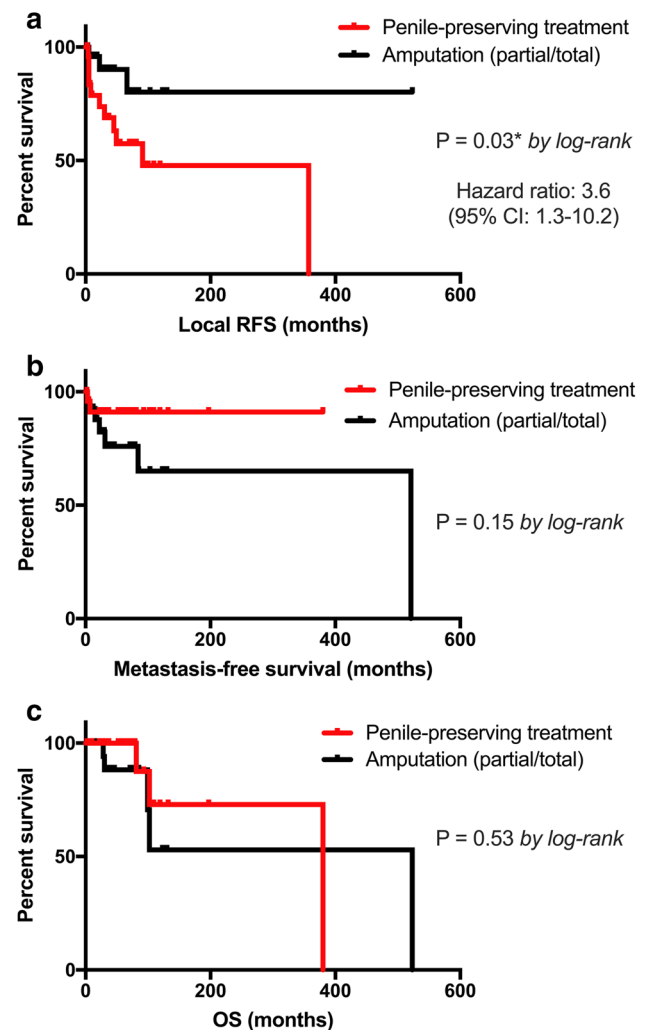 a
Penile-preserving treatment
Amputation (partial/total)
Percent survival
100
50
0
P = 0.03* by log-rank
Hazard ratio: 3.6
(95% CI: 1.3-10.2)
0 200 400 600
Local RFS (months)
b
Penile-preserving treatment
Amputation (partial/total)
Percent survival
100
50
0
P = 0.15 by log-rank
0 200 400 600
Metastasis-free survival (months)
c
Penile-preserving treatment
Amputation (partial/total)
Percent survival
100
50
0
P = 0.53 by log-rank
0 200 400 600
OS (months)